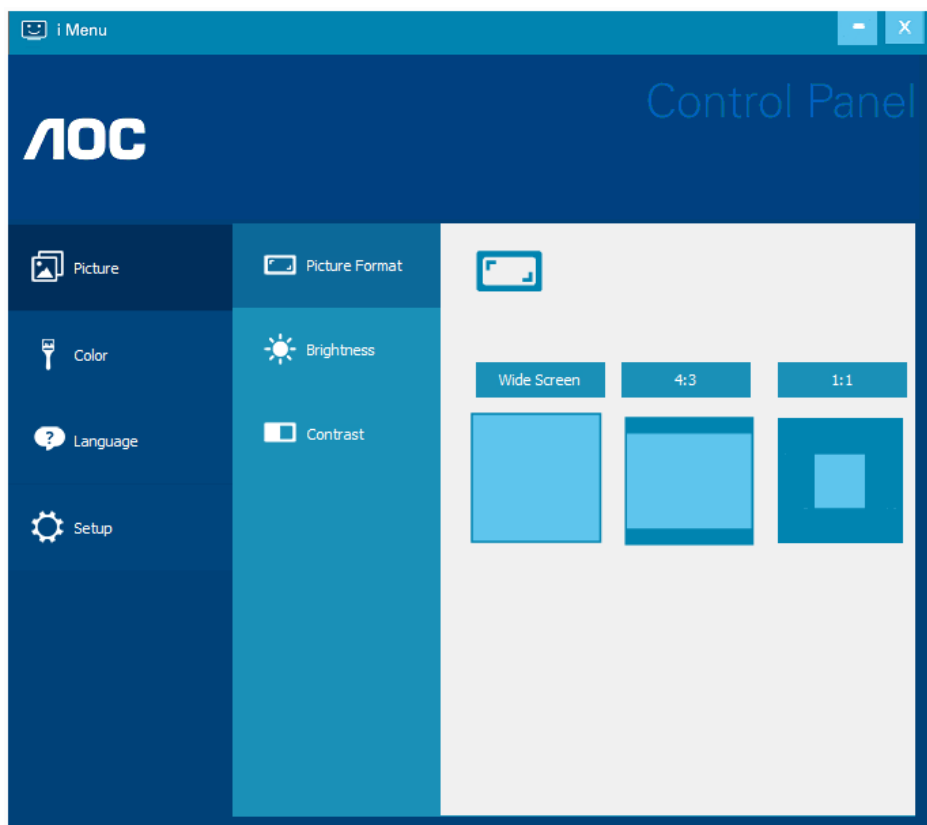 i Menu
X
Control Panel
AOC
Picture
Color
Language
Setup
Picture Format
Brightness
Contrast
Wide Screen
4:3
1:1